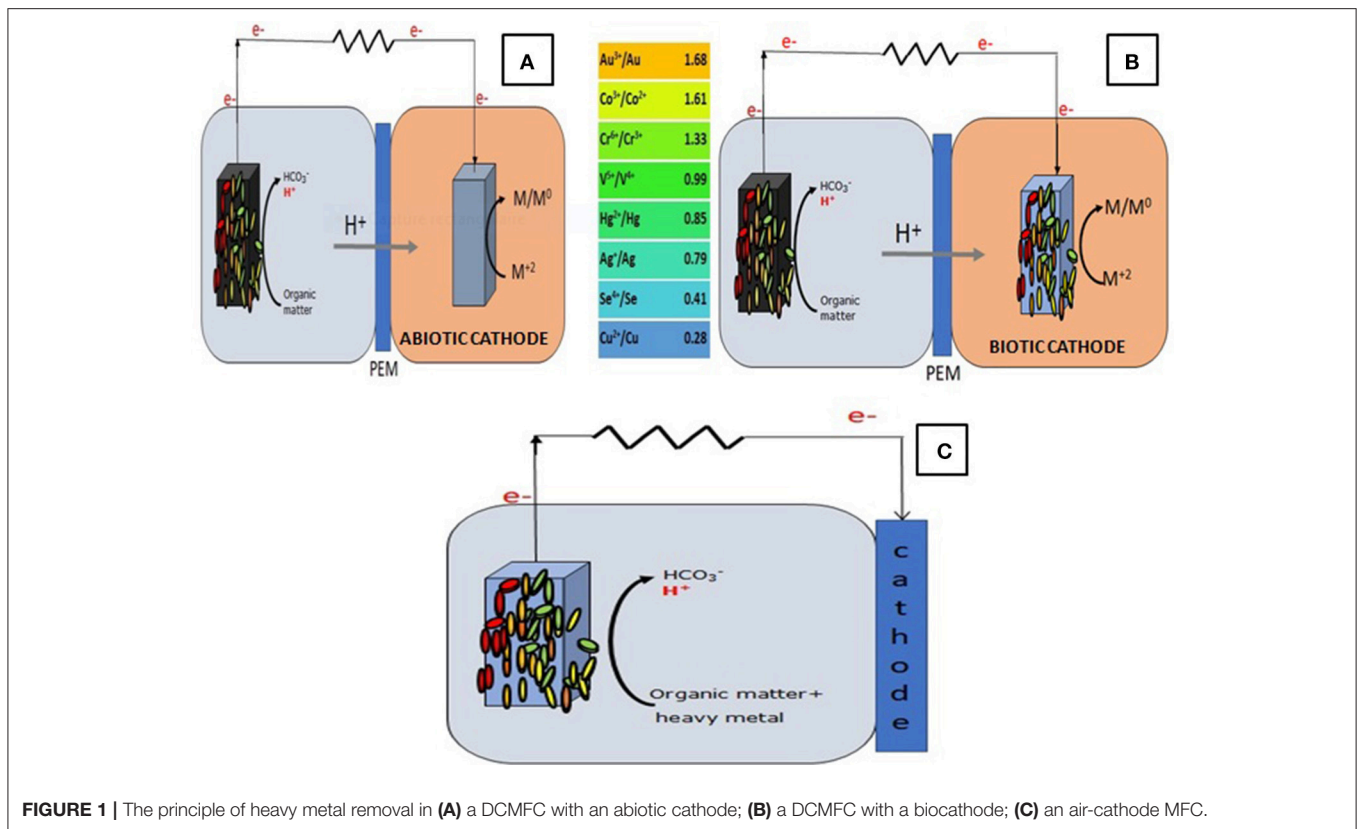 e-
e-
A
e-
e-
HCO₃⁻
H⁺
Organic
matter
H⁺
M/M⁰
M⁺²
ABIOTIC CATHODE
PEM
Au³⁺/Au 1.68
Co³⁺/Co²⁺ 1.61
Cr⁶⁺/Cr³⁺ 1.33
V⁵⁺/V⁴⁺ 0.99
Hg²⁺/Hg 0.85
Ag⁺/Ag 0.79
Se⁴⁺/Se 0.41
Cu²⁺/Cu 0.28
e-
e-
B
e-
e-
HCO₃⁻
H⁺
Organic
matter
H⁺
M/M⁰
M⁺²
BIOTIC CATHODE
PEM
e-
C
e-
HCO₃⁻
H⁺
Organic matter+
heavy metal
cathode
FIGURE 1 | The principle of heavy metal removal in (A) a DCMFC with an abiotic cathode; (B) a DCMFC with a biocathode; (C) an air-cathode MFC.